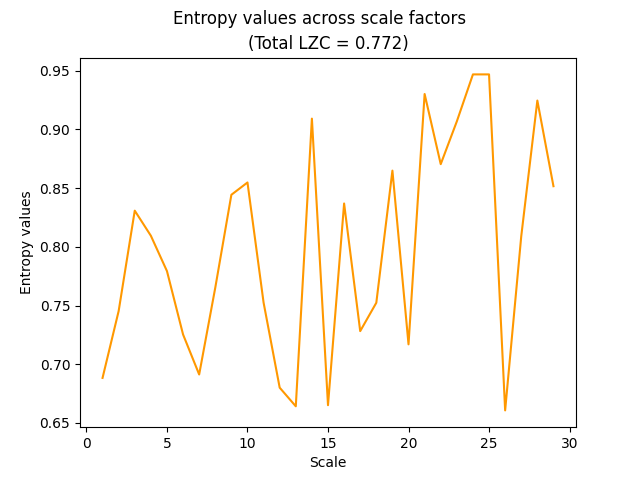 Entropy values across scale factors
(Total LZC = 0.772)
0.95
0.90
0.85
0.80
0.75
0.70
0.65
Entropy values
0 5 10 15 20 25 30
Scale